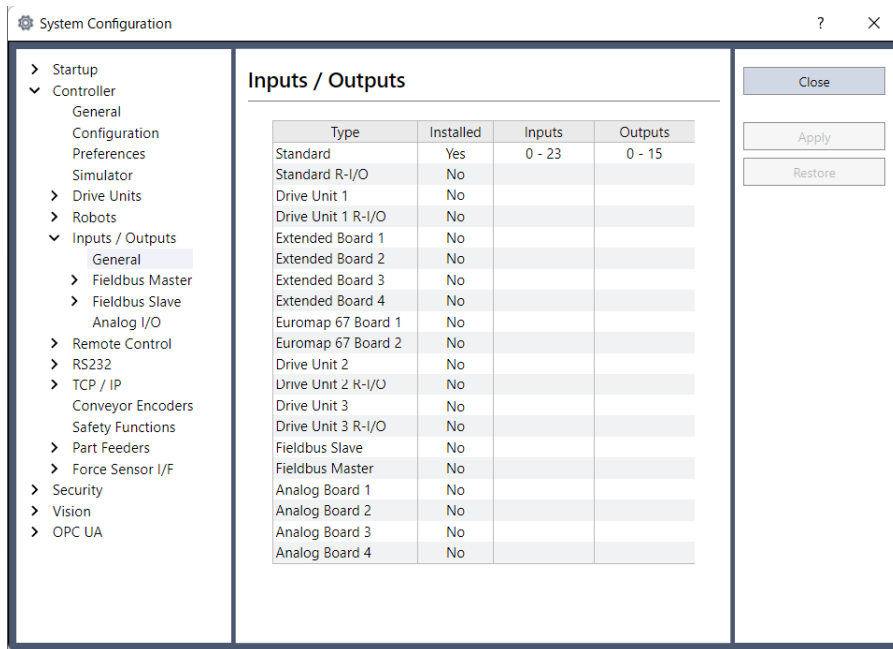 System Configuration
?
×
Startup
Controller
General
Configuration
Preferences
Simulator
Drive Units
Robots
Inputs / Outputs
General
Fieldbus Master
Fieldbus Slave
Analog I/O
Remote Control
RS232
TCP / IP
Conveyor Encoders
Safety Functions
Part Feeders
Force Sensor I/F
Security
Vision
OPC UA
Inputs / Outputs
Type Installed Inputs Outputs
Standard Yes 0 - 23 0 - 15
Standard R-I/O No
Drive Unit 1 No
Drive Unit 1 R-I/O No
Extended Board 1 No
Extended Board 2 No
Extended Board 3 No
Extended Board 4 No
Euromap 67 Board 1 No
Euromap 67 Board 2 No
Drive Unit 2 No
Drive Unit 2 R-I/O No
Drive Unit 3 No
Drive Unit 3 R-I/O No
Fieldbus Slave No
Fieldbus Master No
Analog Board 1 No
Analog Board 2 No
Analog Board 3 No
Analog Board 4 No
Close
Apply
Restore